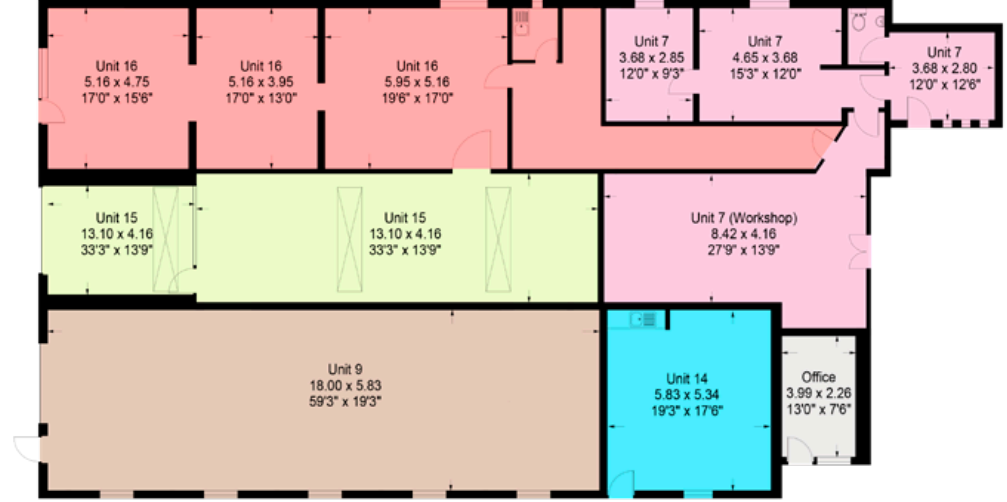 Unit 16
5.16 x 4.75
17'0" x 15'6"
Unit 16
5.16 x 3.95
17'0" x 13'0"
Unit 16
5.95 x 5.16
19'6" x 17'0"
Unit 7
3.68 x 2.85
12'0" x 9'3"
Unit 7
4.65 x 3.68
15'3" x 12'0"
Unit 7
3.68 x 2.80
12'0" x 12'6"
Unit 15
13.10 x 4.16
33'3" x 13'9"
Unit 15
13.10 x 4.16
33'3" x 13'9"
Unit 7 (Workshop)
8.42 x 4.16
27'9" x 13'9"
Unit 9
18.00 x 5.83
59'3" x 19'3"
Unit 14
5.83 x 5.34
19'3" x 17'6"
Office
3.99 x 2.26
13'0" x 7'6"